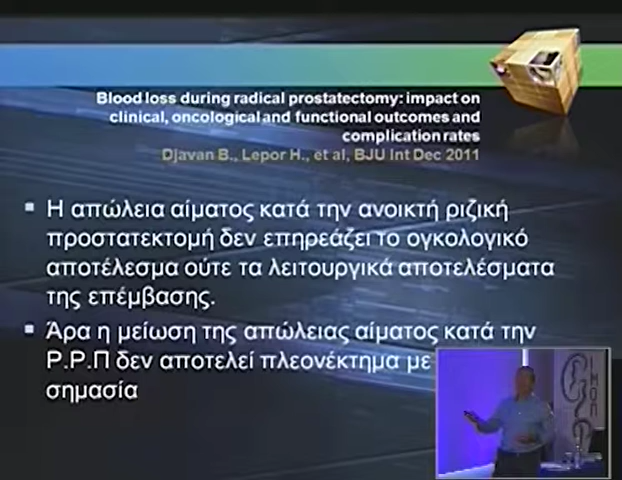 Blood loss during radical prostatectomy: impact on
clinical, oncological and functional outcomes and
complication rates
Djavan B., Lepor H., et al, BJU Int Dec 2011
Η απώλεια αίματος κατά την ανοικτή ριζική
προστατεκτομή δεν επηρεάζει το ογκολογικό
αποτέλεσμα ούτε τα λειτουργικά αποτελέσματα
της επέμβασης.
Άρα η μείωση της απώλειας αίματος κατά την
Ρ.Ρ.Π δεν αποτελεί πλεονέκτημα με
σημασία